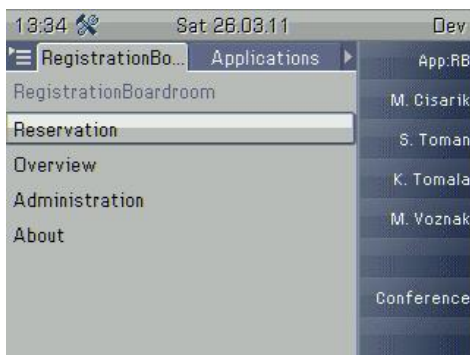 13:34 Sat 26.03.11 Dev
RegistrationBo... Applications
RegistrationBoardroom
Reservation
Overview
Administration
About
App:RB
M. Cisarik
S. Toman
K. Tomala
M. Voznak
Conference